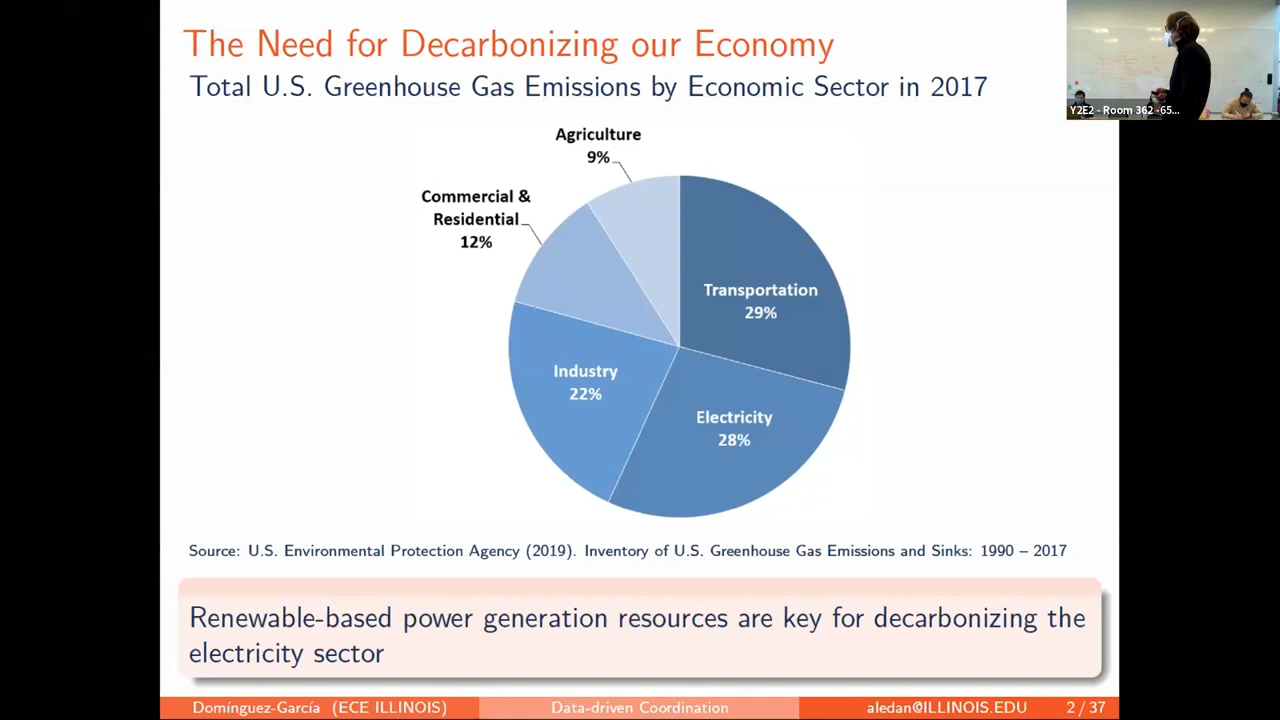 The Need for Decarbonizing our Economy
Total U.S. Greenhouse Gas Emissions by Economic Sector in 2017
Agriculture
9%
Commercial &
Residential
12%
Transportation
29%
Industry
22%
Electricity
28%
Source: U.S. Environmental Protection Agency (2019). Inventory of U.S. Greenhouse Gas Emissions and Sinks: 1990 – 2017
Renewable-based power generation resources are key for decarbonizing the
electricity sector
Domínguez-García (ECE ILLINOIS)
Data-driven Coordination
aledan@ILLINOIS.EDU
2 / 37
Y2E2 - Room 362 -65...